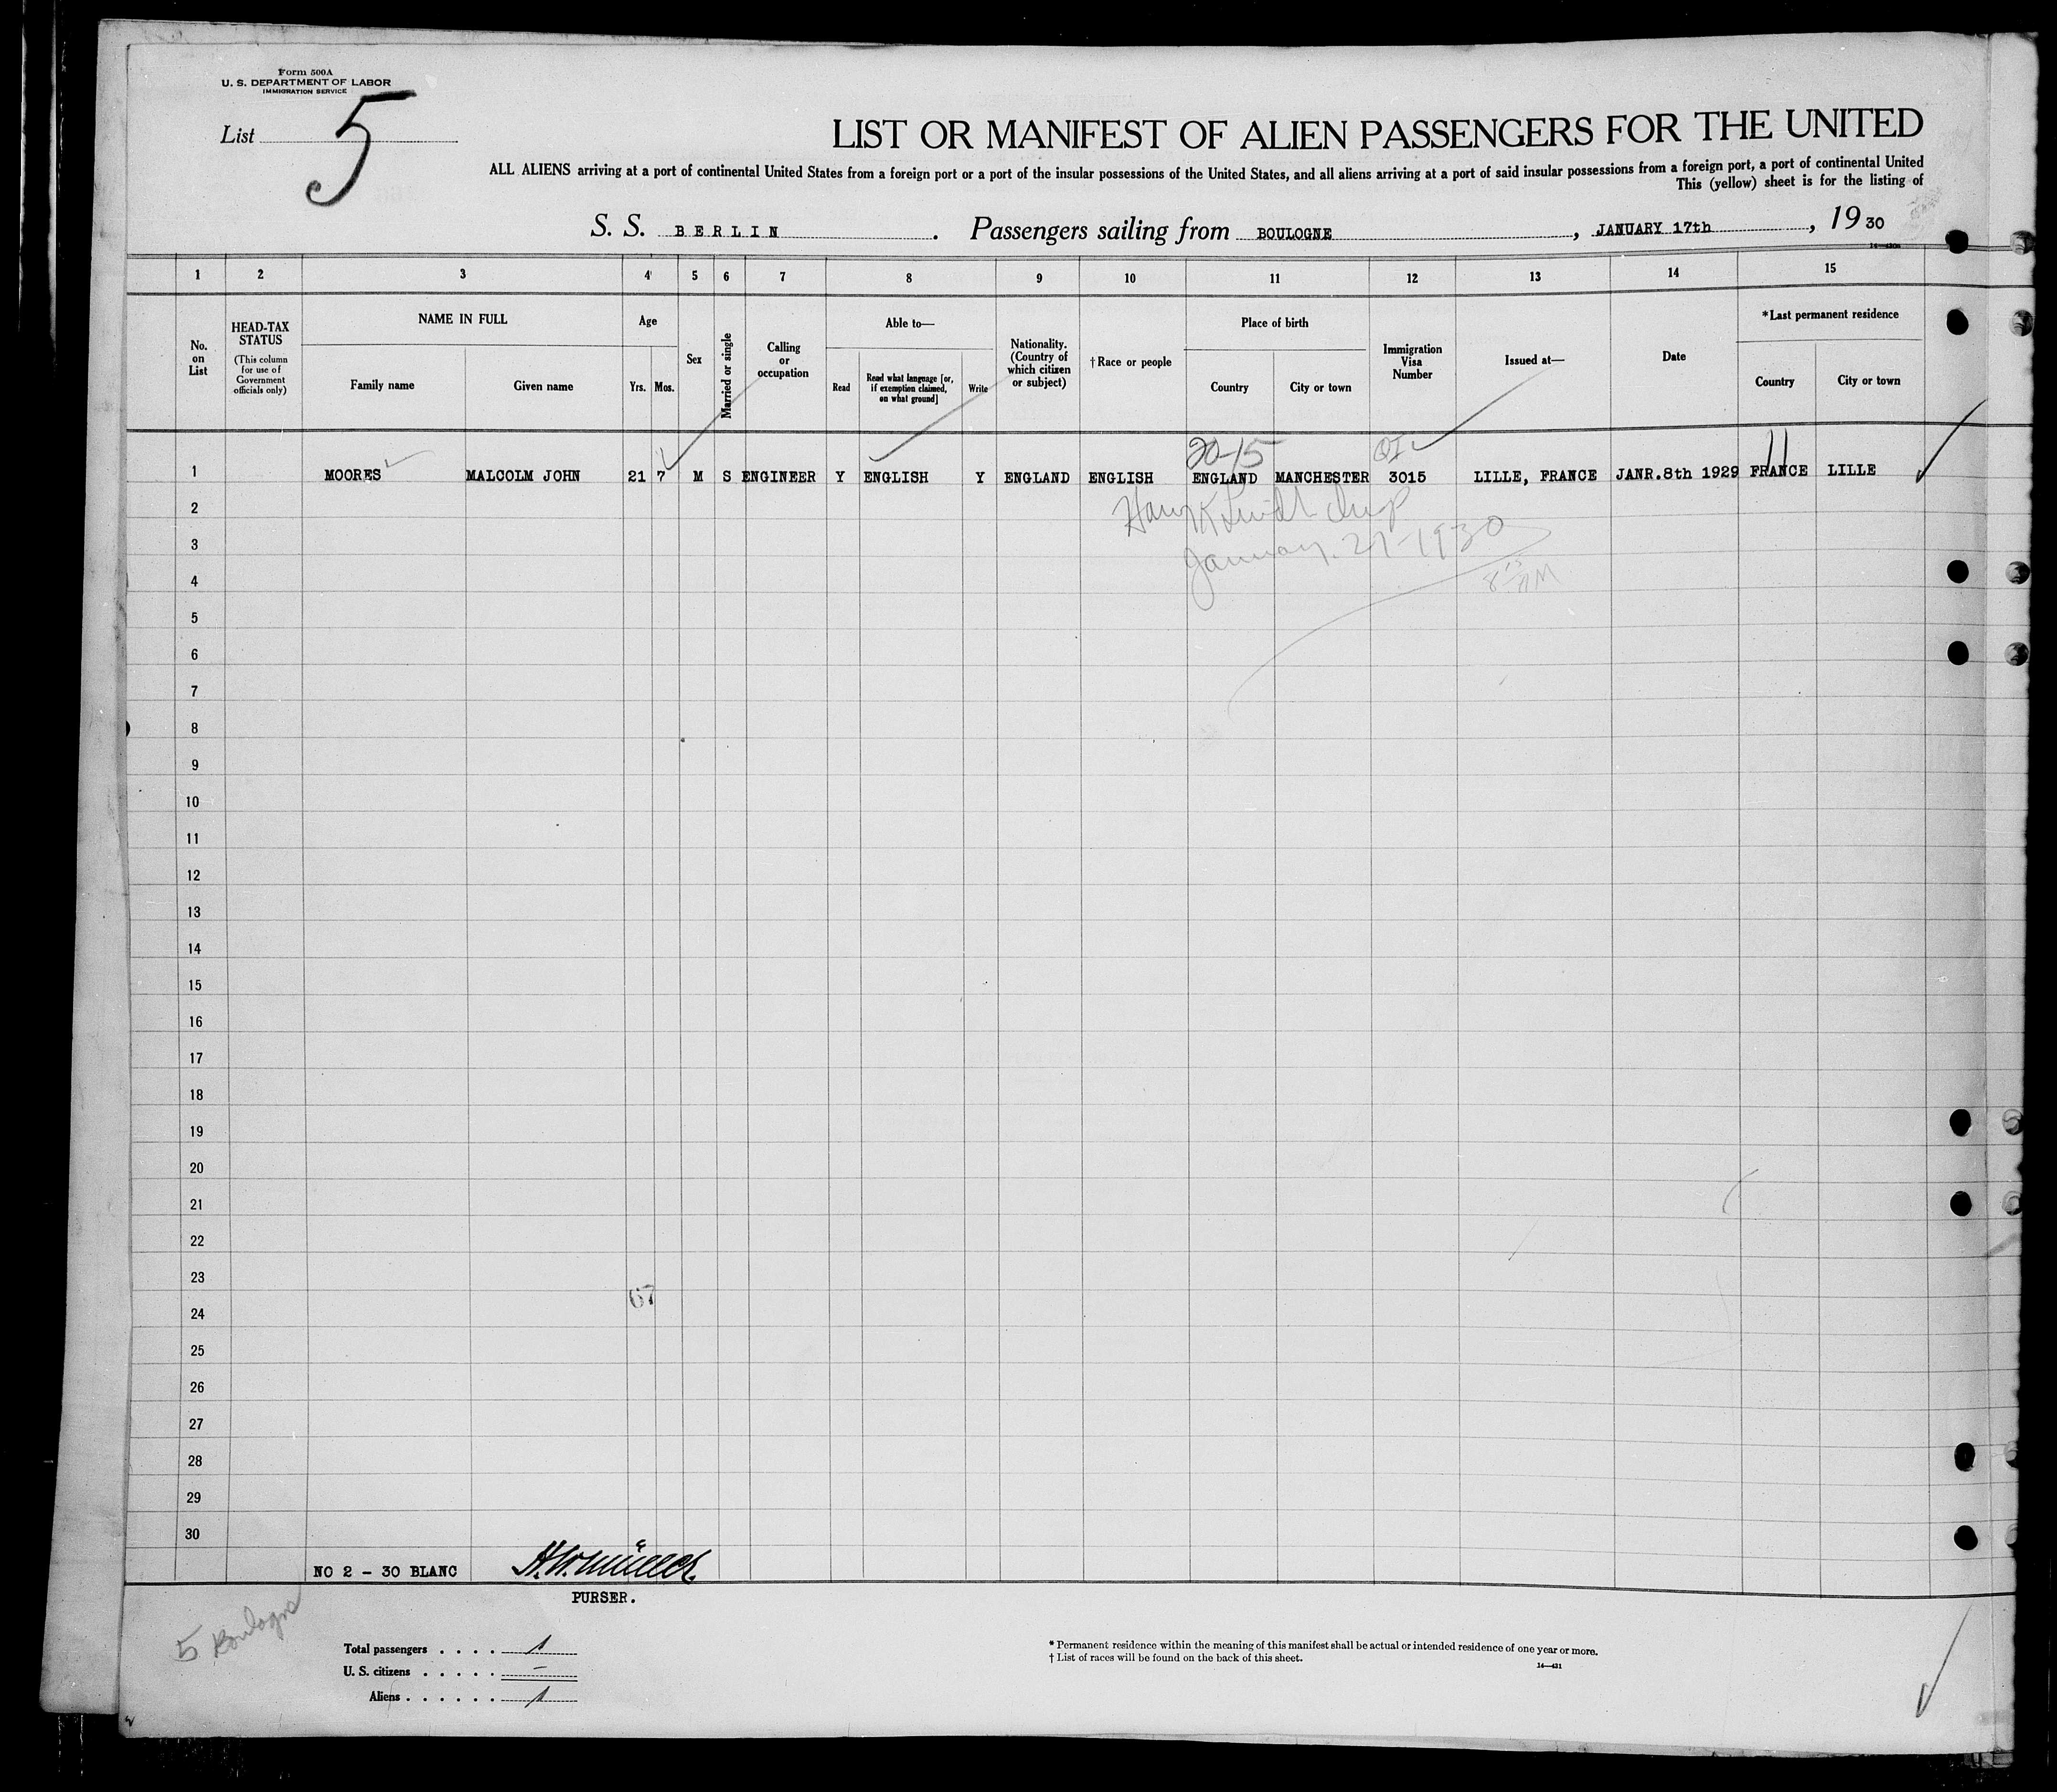 Form 500A
U. S. DEPARTMENT OF LABOR
IMMIGRATION SERVICE
List 5
LIST OR MANIFEST OF ALIEN PASSENGERS FOR THE UNITED
ALL ALIENS arriving at a port of continental United States from a foreign port or a port of the insular possessions of the United States, and all aliens arriving at a port of said insular possessions from a foreign port, a port of continental United
This (yellow) sheet is for the listing of
S. S. BERLIN. Passengers sailing from BOULOGNE, JANUARY 17th, 1930
1 2 3 4 5 6 7 8 9 10 11 12 13 14 15
No. on List
HEAD-TAX STATUS
(This column for use of Government officials only)
NAME IN FULL
Family name Given name
Age
Yrs. Mos.
Sex
Married or single
Calling or occupation
Able to—
Read
Read what language [or, if exemption claimed, on what ground]
Write
Nationality. (Country of which citizen or subject)
†Race or people
Place of birth
Country City or town
Immigration Visa Number
Issued at—
Date
*Last permanent residence
Country City or town
20-15 QI 11
1 MOORES MALCOLM JOHN 21 7 M S ENGINEER Y ENGLISH Y ENGLAND ENGLISH ENGLAND MANCHESTER 3015 LILLE, FRANCE JANR.8th 1929 FRANCE LILLE
2
3 January 27-1930
4
5
6
7
8
9
10
11
12
13
14
15
16
17
18
19
20
21
22
23
67
24
25
26
27
28
29
30
NO 2 - 30 BLANC H.W.Müller
PURSER.
5 Boulogne
Total passengers . . . . 1
U. S. citizens . . . . . -
Aliens . . . . . . 1
* Permanent residence within the meaning of this manifest shall be actual or intended residence of one year or more.
† List of races will be found on the back of this sheet.
14—421